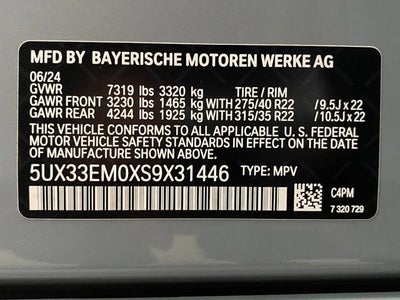 MFD BY BAYERISCHE MOTOREN WERKE AG
06/24
GVWR 7319 lbs 3320 kg TIRE / RIM
GAWR FRONT 3230 lbs 1465 kg WITH 275/40 R22 / 9.5J x 22
GAWR REAR 4244 lbs 1925 kg WITH 315/35 R22 / 10.5J x 22
THIS VEHICLE CONFORMS TO ALL APPLICABLE U. S. FEDERAL
MOTOR VEHICLE SAFETY STANDARDS IN EFFECT ON THE
DATE OF MANUFACTURE SHOWN ABOVE.
5UX33EM0XS9X31446 TYPE: MPV
C4PM
7 320 729